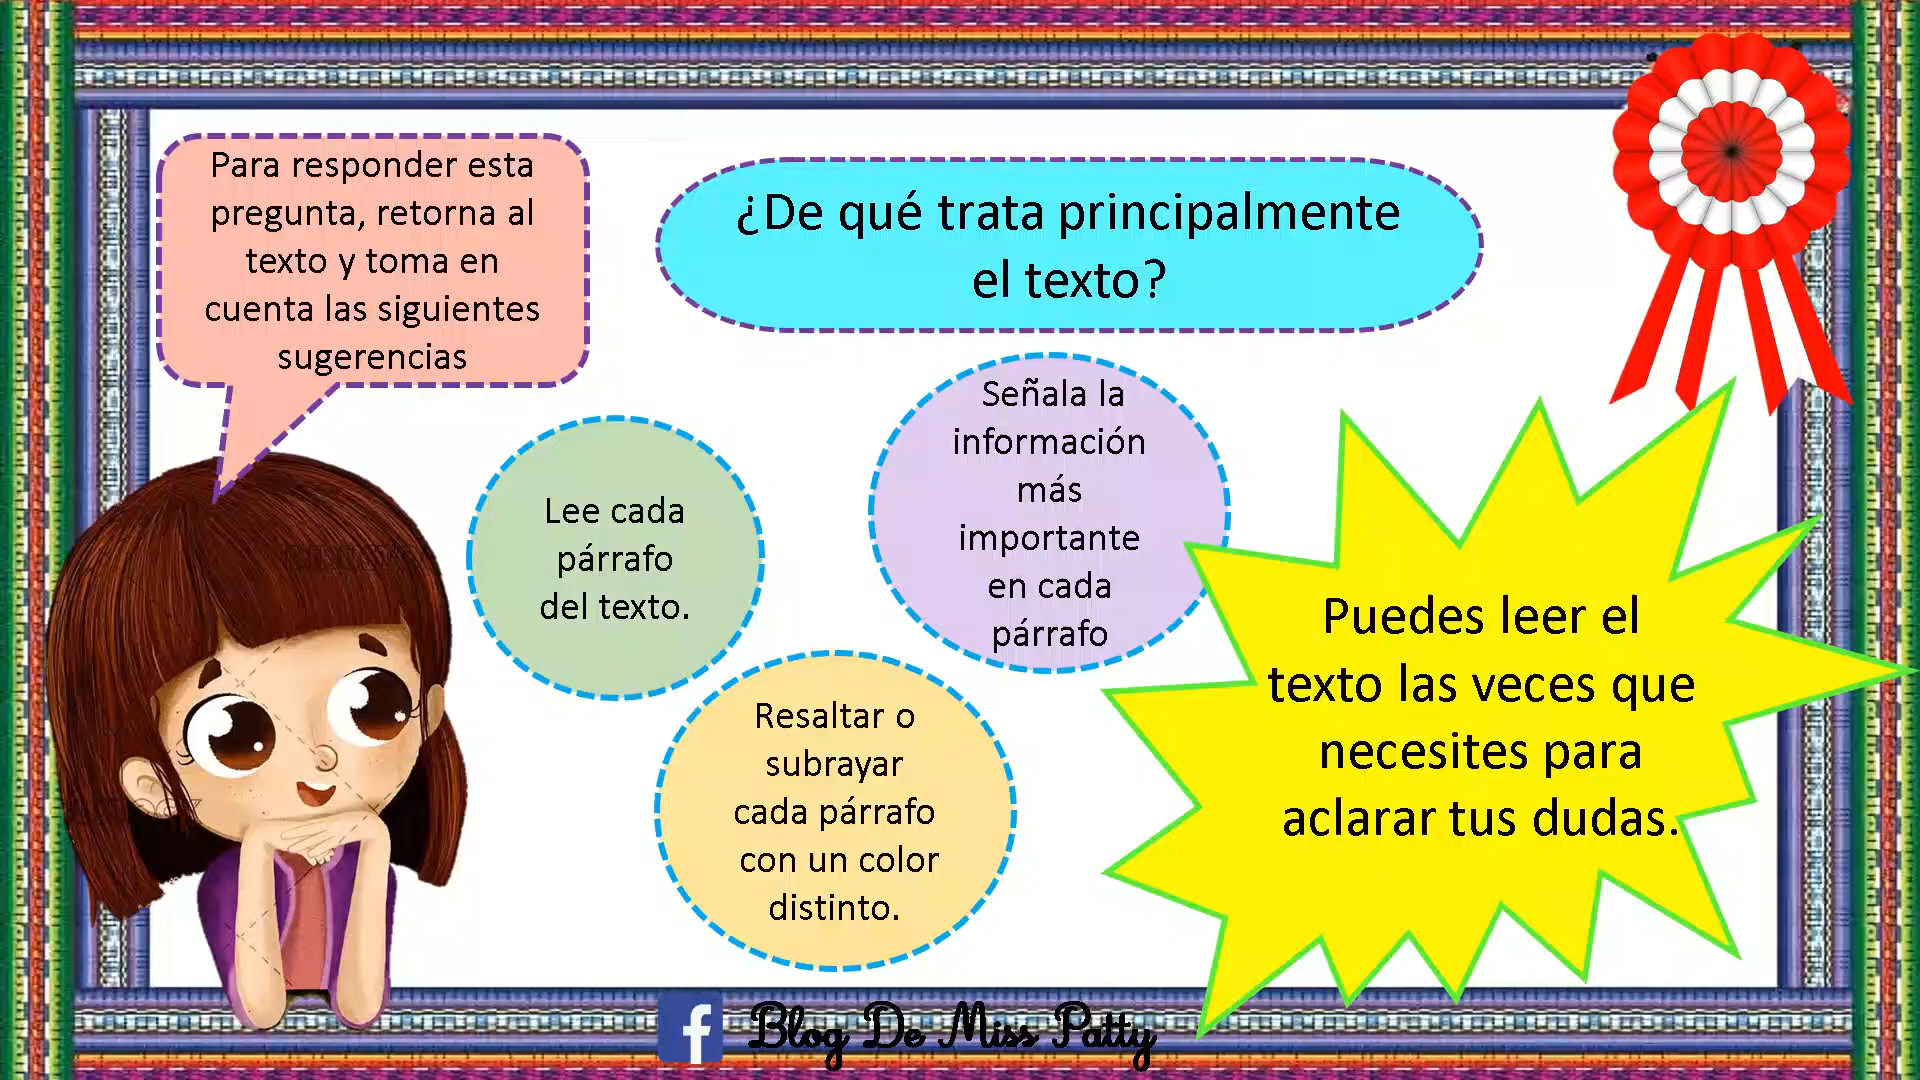 Para responder esta
pregunta, retorna al
texto y toma en
cuenta las siguientes
sugerencias
¿De qué trata principalmente
el texto?
Lee cada
párrafo
del texto.
Señala la
información
más
importante
en cada
párrafo
Resaltar o
subrayar
cada párrafo
con un color
distinto.
Puedes leer el
texto las veces que
necesites para
aclarar tus dudas.
f Blog De Miss Patty